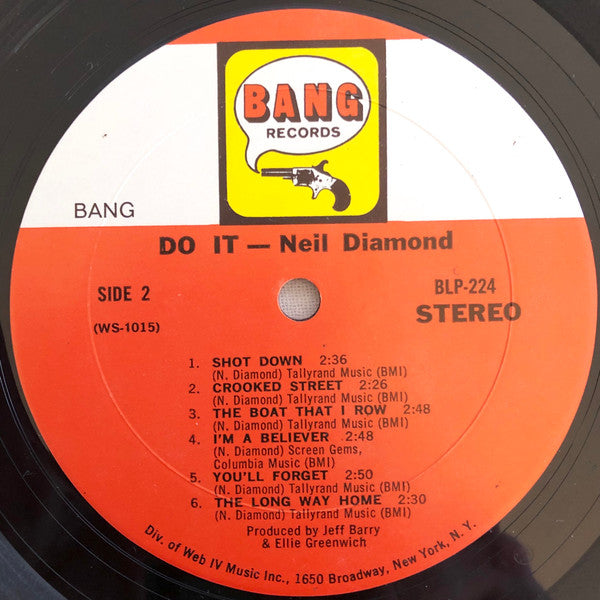 BANG
RECORDS
BANG
DO IT — Neil Diamond
SIDE 2
BLP-224
(WS-1015)
STEREO
1. SHOT DOWN 2:36
(N. Diamond) Tallyrand Music (BMI)
2. CROOKED STREET 2:26
(N. Diamond) Tallyrand Music (BMI)
3. THE BOAT THAT I ROW 2:48
(N. Diamond) Tallyrand Music (BMI)
4. I'M A BELIEVER 2:48
(N. Diamond) Screen Gems,
Columbia Music (BMI)
5. YOU'LL FORGET 2:50
(N. Diamond) Tallyrand Music (BMI)
6. THE LONG WAY HOME 2:30
(N. Diamond) Tallyrand Music (BMI)
Produced by Jeff Barry
& Ellie Greenwich
Div. of Web IV Music Inc., 1650 Broadway, New York, N. Y.